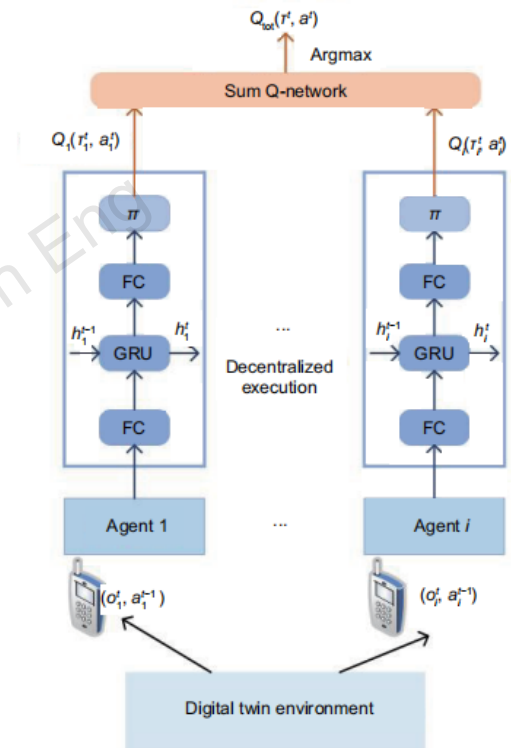 Q_tot(τ^t, a^t)
Argmax
Sum Q-network
Q_1(τ_1^t, a_1^t)
Q_i(τ_i^t, a_i^t)
π
π
FC
FC
h_1^{t−1}
GRU
h_1^t
...
h_i^{t−1}
GRU
h_i^t
Decentralized
execution
FC
FC
Agent 1
...
Agent i
(o_1^t, a_1^{t−1})
(o_i^t, a_i^{t−1})
Digital twin environment
n Eng